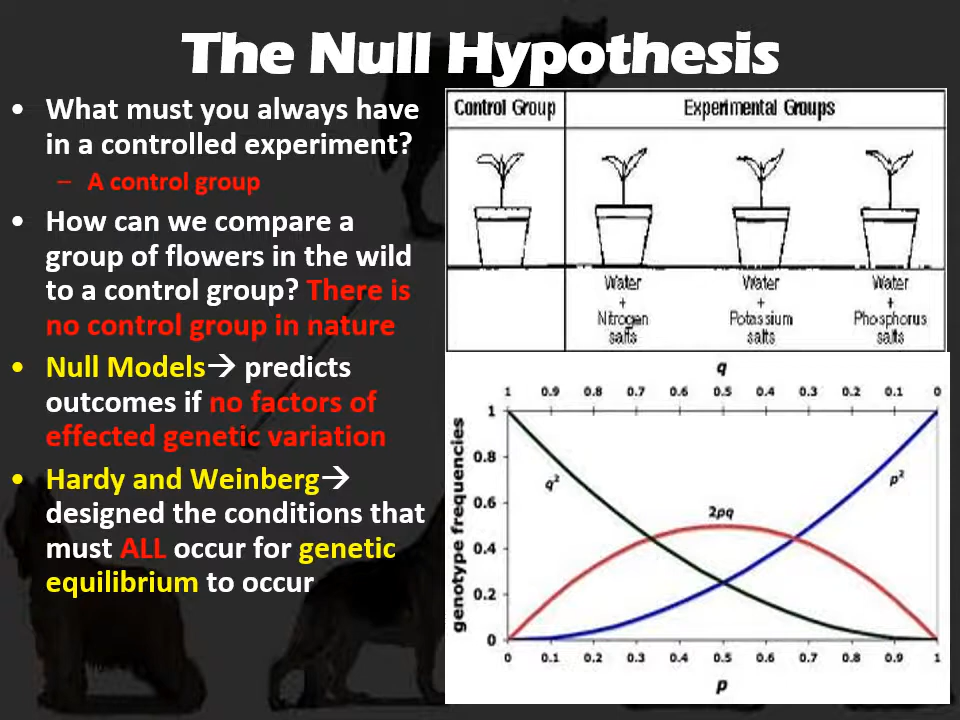 The Null Hypothesis
• What must you always have
in a controlled experiment?
– A control group
• How can we compare a
group of flowers in the wild
to a control group? There is
no control group in nature
• Null Models→ predicts
outcomes if no factors of
effected genetic variation
• Hardy and Weinberg→
designed the conditions that
must ALL occur for genetic
equilibrium to occur
Control Group Experimental Groups
Water Water Water
+ + +
Nitrogen Potassium Phosphorus
salts salts salts
q
1 0.9 0.8 0.7 0.6 0.5 0.4 0.3 0.2 0.1 0
genotype frequencies
1
0.8
0.6
0.4
0.2
0
q²
2pq
p²
0 0.1 0.2 0.3 0.4 0.5 0.6 0.7 0.8 0.9 1
p